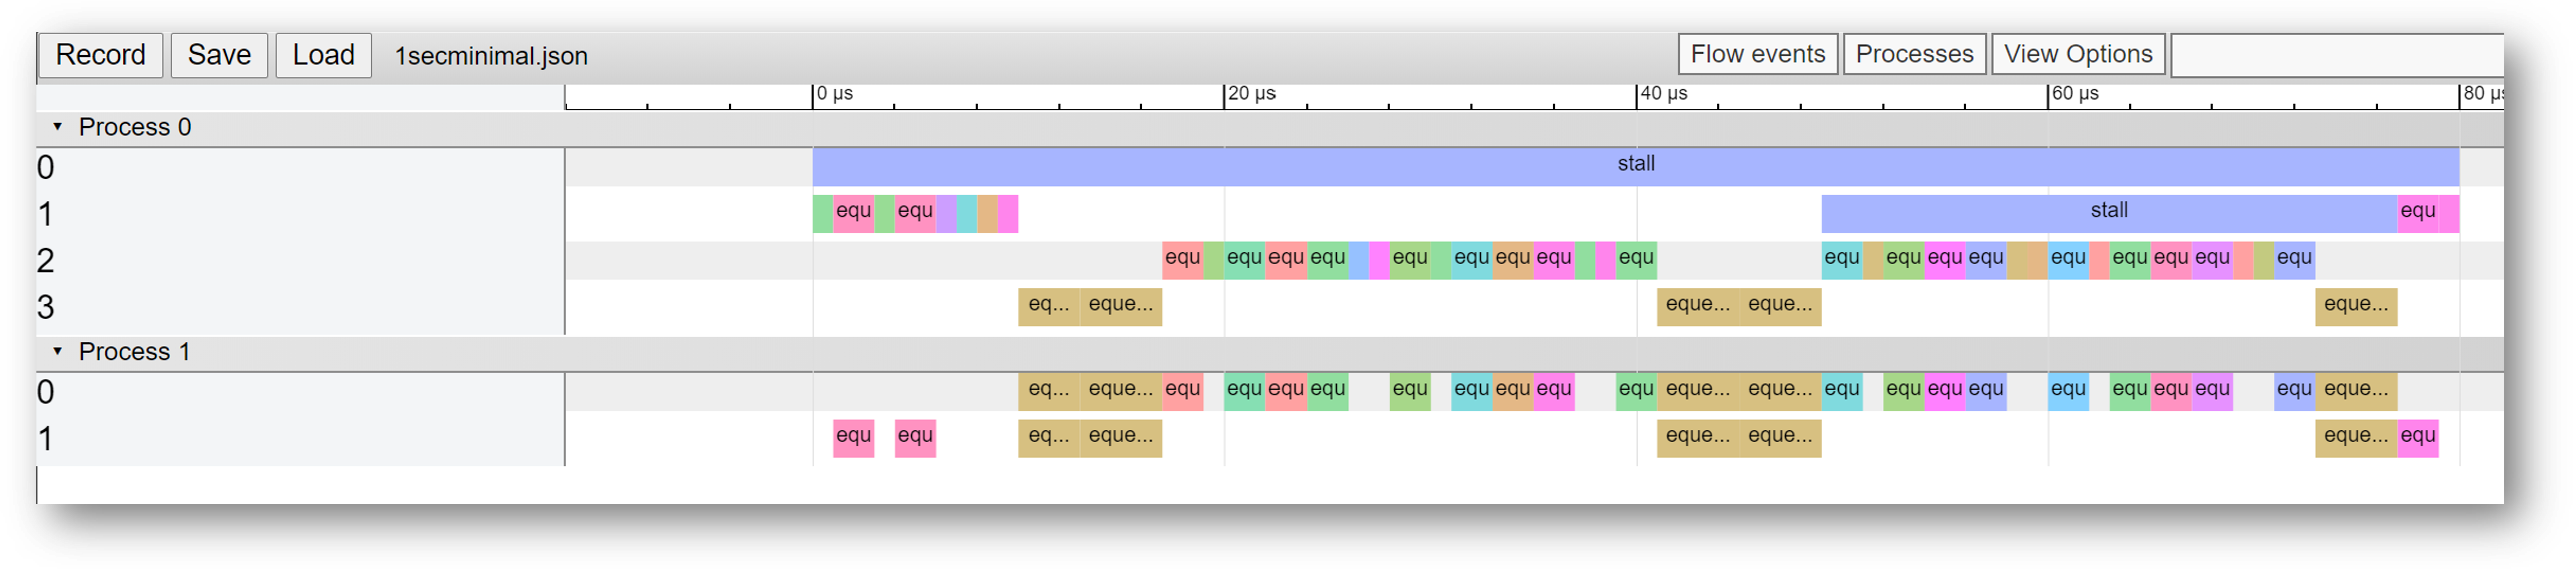 Record Save Load 1secminimal.json Flow events Processes View Options
0 µs 20 µs 40 µs 60 µs 80 µs
▼ Process 0
0 stall
1 equ equ stall equ
2 equ equ equ equ equ equ equ equ equ equ equ equ equ equ equ equ equ equ
3 eq... eque... eque... eque... eque...
▼ Process 1
0 eq... eque... equ equ equ equ equ equ equ equ equ eque... eque... equ equ equ equ equ equ equ equ equ eque...
1 equ equ eq... eque... eque... eque... eque... equ